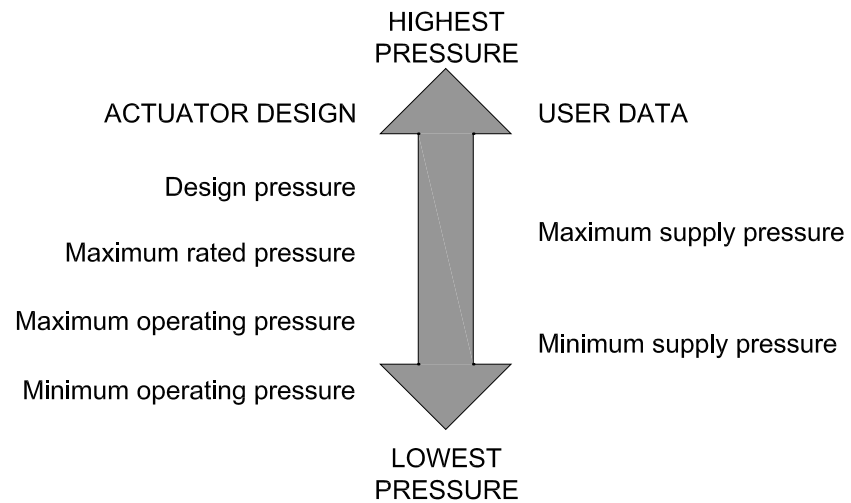 HIGHEST
PRESSURE
ACTUATOR DESIGN
USER DATA
Design pressure
Maximum supply pressure
Maximum rated pressure
Maximum operating pressure
Minimum supply pressure
Minimum operating pressure
LOWEST
PRESSURE